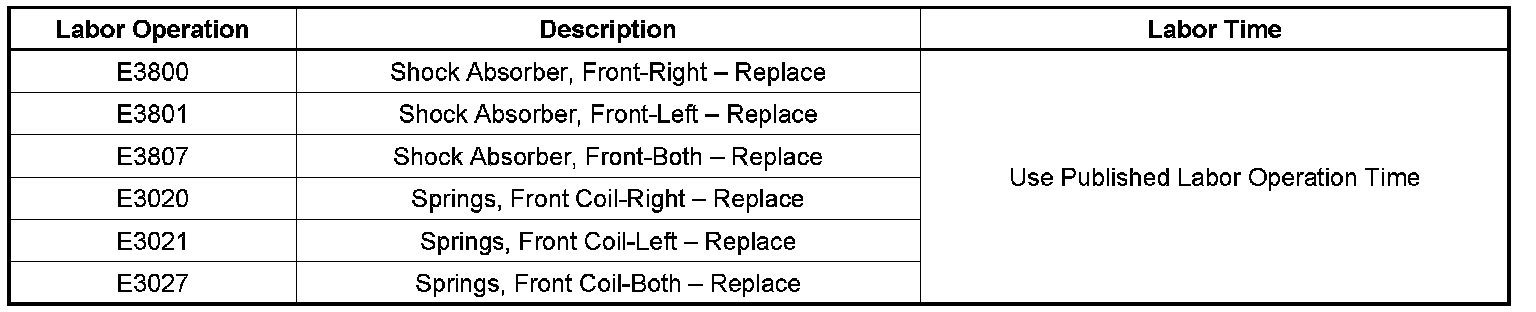 Labor Operation Description Labor Time
E3800 Shock Absorber, Front-Right – Replace
E3801 Shock Absorber, Front-Left – Replace
E3807 Shock Absorber, Front-Both – Replace
Use Published Labor Operation Time
E3020 Springs, Front Coil-Right – Replace
E3021 Springs, Front Coil-Left – Replace
E3027 Springs, Front Coil-Both – Replace